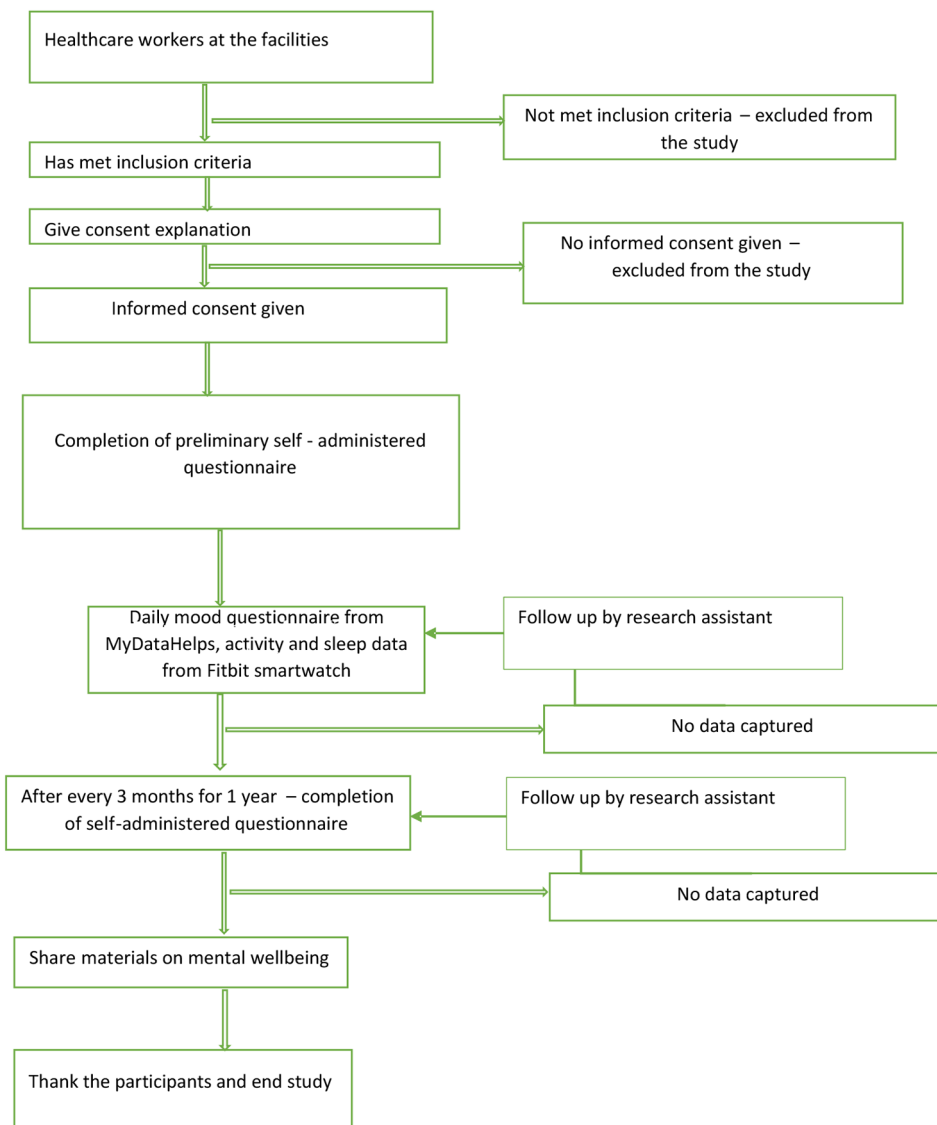 Healthcare workers at the facilities
Not met inclusion criteria – excluded from
the study
Has met inclusion criteria
Give consent explanation
No informed consent given –
excluded from the study
Informed consent given
Completion of preliminary self - administered
questionnaire
Daily mood questionnaire from
MyDataHelps, activity and sleep data
from Fitbit smartwatch
Follow up by research assistant
No data captured
After every 3 months for 1 year – completion
of self-administered questionnaire
Follow up by research assistant
No data captured
Share materials on mental wellbeing
Thank the participants and end study